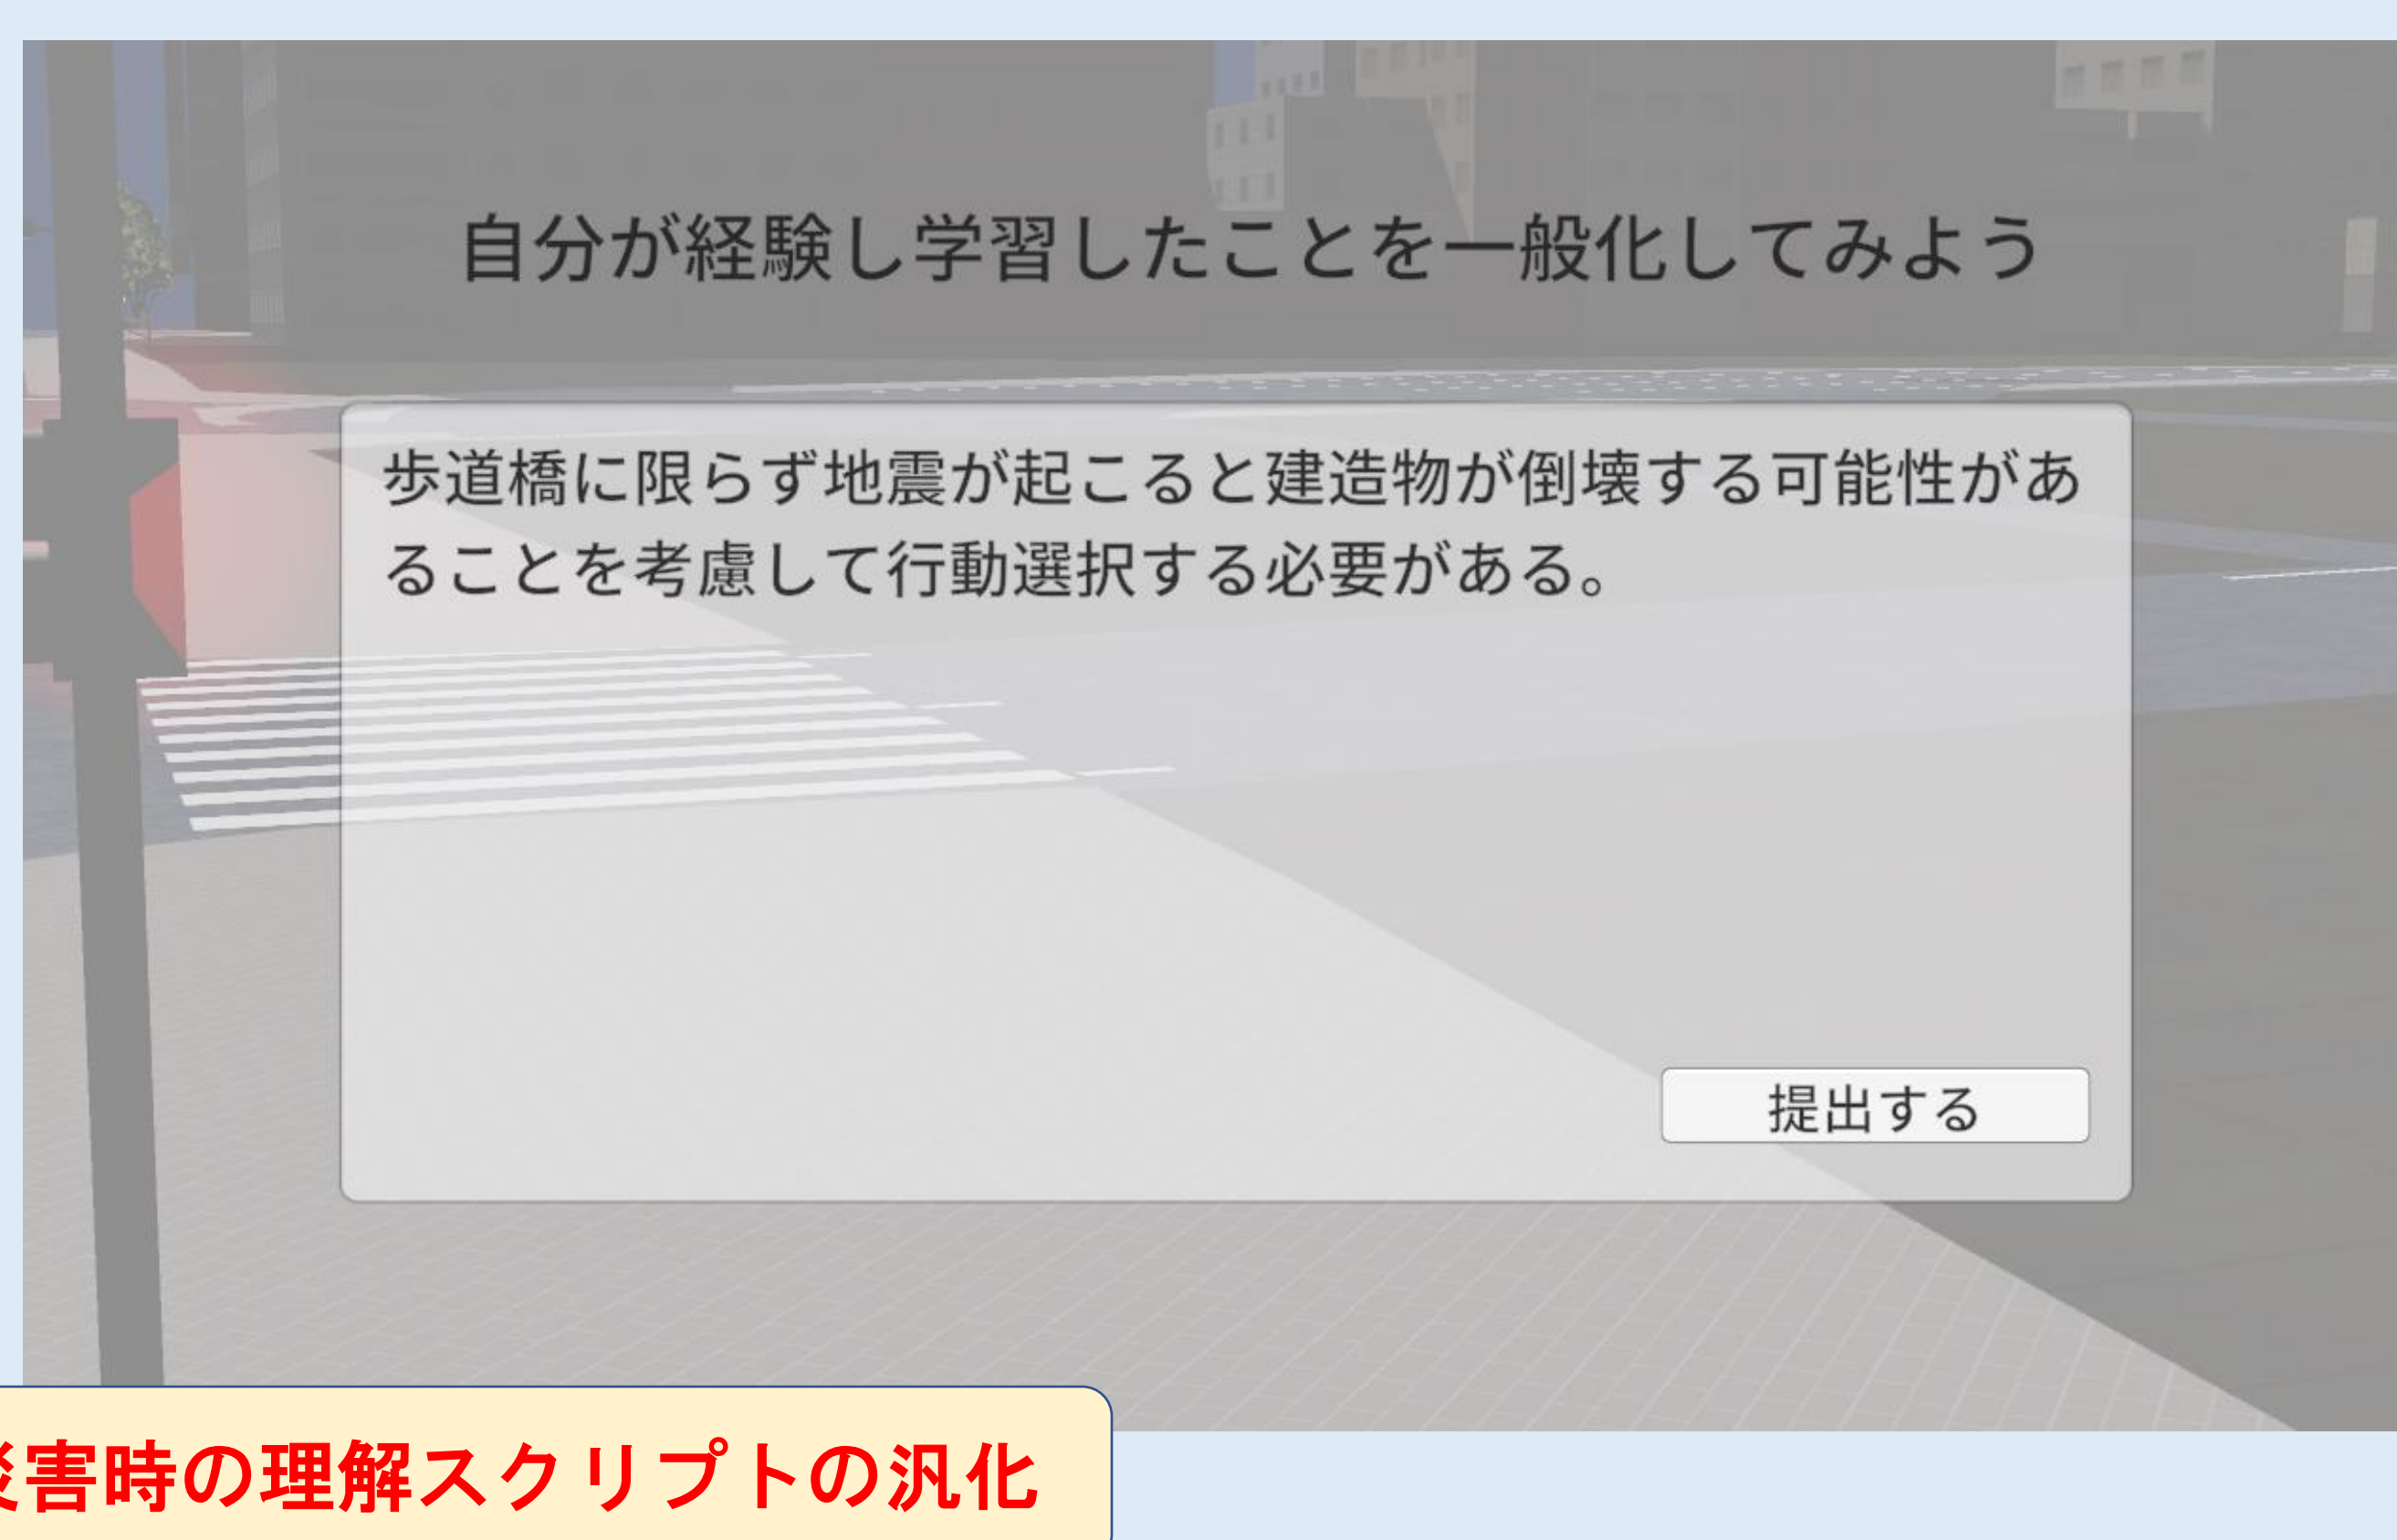 自分が経験し学習したことを一般化してみよう
歩道橋に限らず地震が起こると建造物が倒壊する可能性があ
ることを考慮して行動選択する必要がある。
提出する
災害時の理解スクリプトの汎化